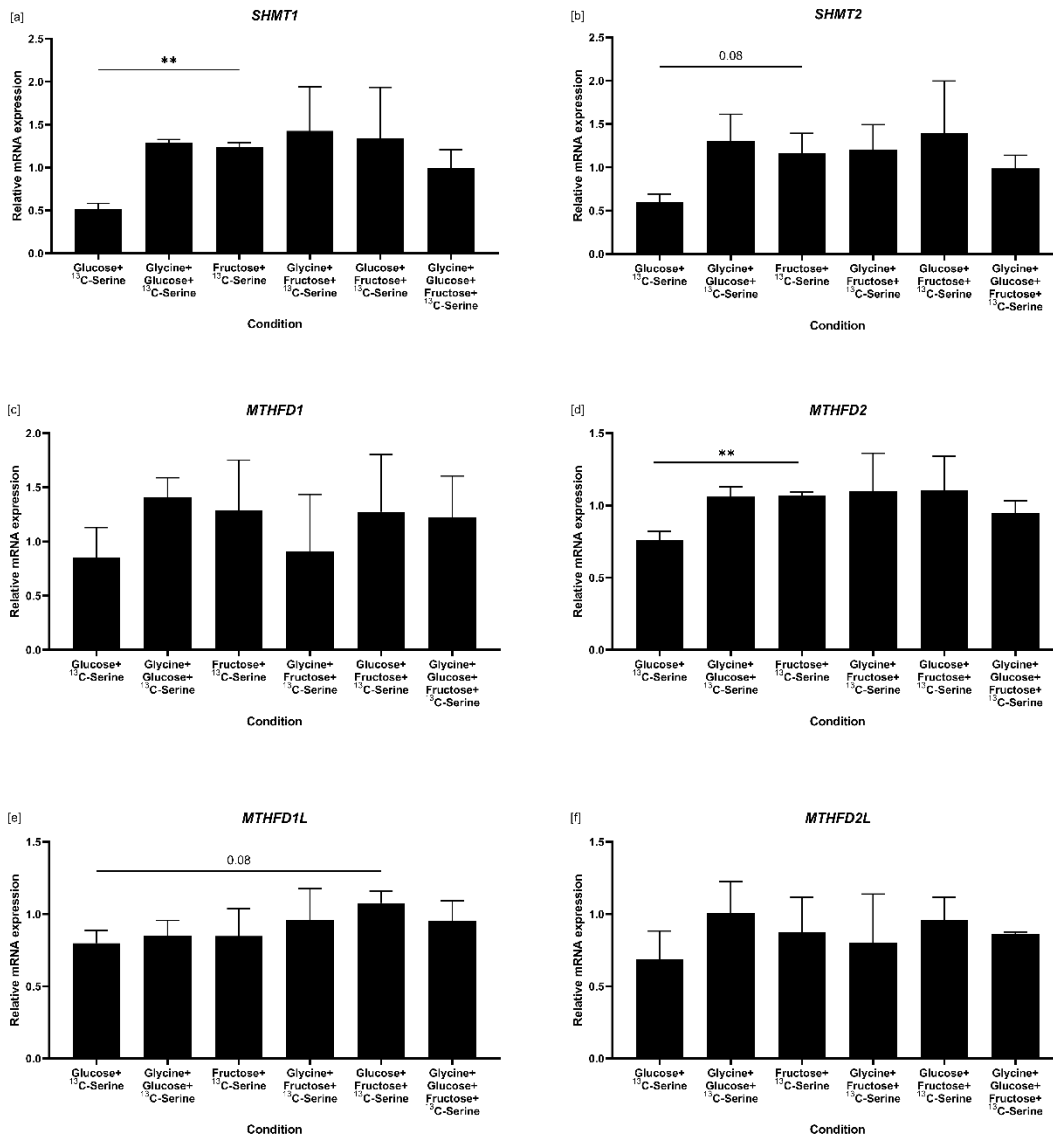 [a]
SHMT1
Relative mRNA expression
2.5
2.0
1.5
1.0
0.5
0.0
**
Glucose+
¹³C-Serine
Glycine+
Glucose+
¹³C-Serine
Fructose+
¹³C-Serine
Glycine+
Fructose+
¹³C-Serine
Glucose+
Fructose+
¹³C-Serine
Glycine+
Glucose+
Fructose+
¹³C-Serine
Condition
[b]
SHMT2
Relative mRNA expression
2.5
2.0
1.5
1.0
0.5
0.0
0.08
Glucose+
¹³C-Serine
Glycine+
Glucose+
¹³C-Serine
Fructose+
¹³C-Serine
Glycine+
Fructose+
¹³C-Serine
Glucose+
Fructose+
¹³C-Serine
Glycine+
Glucose+
Fructose+
¹³C-Serine
Condition
[c]
MTHFD1
Relative mRNA expression
2.0
1.5
1.0
0.5
0.0
Glucose+
¹³C-Serine
Glycine+
Glucose+
¹³C-Serine
Fructose+
¹³C-Serine
Glycine+
Fructose+
¹³C-Serine
Glucose+
Fructose+
¹³C-Serine
Glycine+
Glucose+
Fructose+
¹³C-Serine
Condition
[d]
MTHFD2
Relative mRNA expression
1.5
1.0
0.5
0.0
**
Glucose+
¹³C-Serine
Glycine+
Glucose+
¹³C-Serine
Fructose+
¹³C-Serine
Glycine+
Fructose+
¹³C-Serine
Glucose+
Fructose+
¹³C-Serine
Glycine+
Glucose+
Fructose+
¹³C-Serine
Condition
[e]
MTHFD1L
Relative mRNA expression
1.5
1.0
0.5
0.0
0.08
Glucose+
¹³C-Serine
Glycine+
Glucose+
¹³C-Serine
Fructose+
¹³C-Serine
Glycine+
Fructose+
¹³C-Serine
Glucose+
Fructose+
¹³C-Serine
Glycine+
Glucose+
Fructose+
¹³C-Serine
Condition
[f]
MTHFD2L
Relative mRNA expression
1.5
1.0
0.5
0.0
Glucose+
¹³C-Serine
Glycine+
Glucose+
¹³C-Serine
Fructose+
¹³C-Serine
Glycine+
Fructose+
¹³C-Serine
Glucose+
Fructose+
¹³C-Serine
Glycine+
Glucose+
Fructose+
¹³C-Serine
Condition